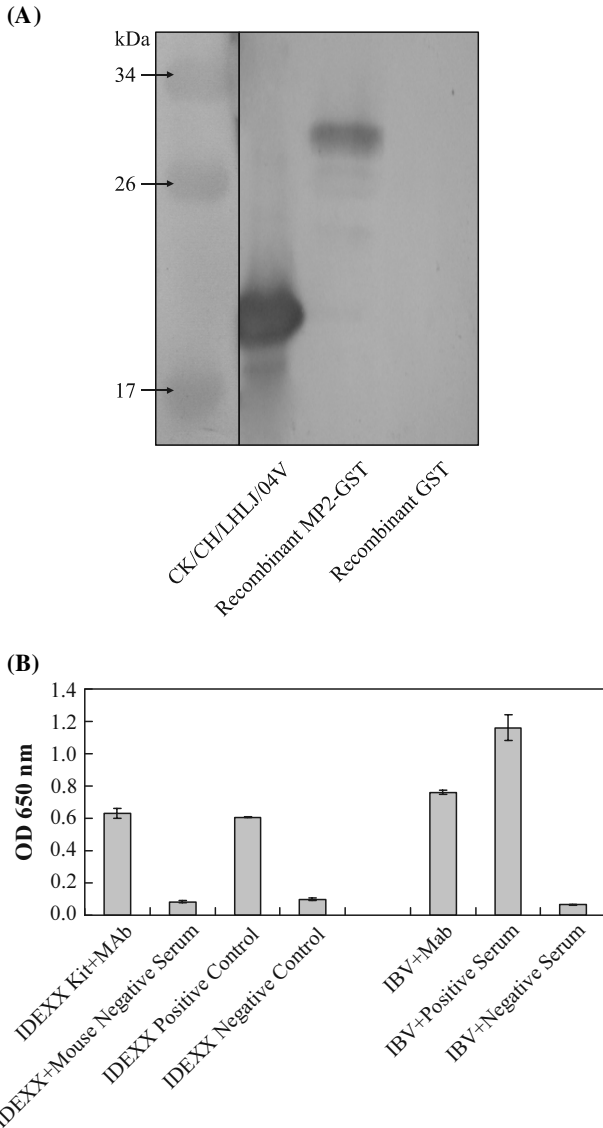 (A)
kDa
34
26
17
CK/CH/LHLJ/04V
Recombinant MP2-GST
Recombinant GST
(B)
OD 650 nm
1.4
1.2
1.0
0.8
0.6
0.4
0.2
0.0
IDEXX Kit+MAb
IDEXX+Mouse Negative Serum
IDEXX Positive Control
IDEXX Negative Control
IBV+Mab
IBV+Positive Serum
IBV+Negative Serum